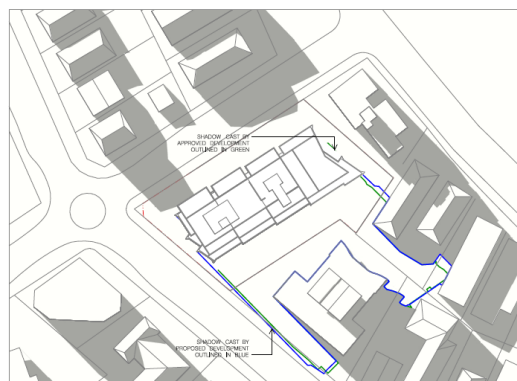 SHADOW CAST BY
APPROVED DEVELOPMENT
OUTLINED IN GREEN
SHADOW CAST BY
PROPOSED DEVELOPMENT
OUTLINED IN BLUE